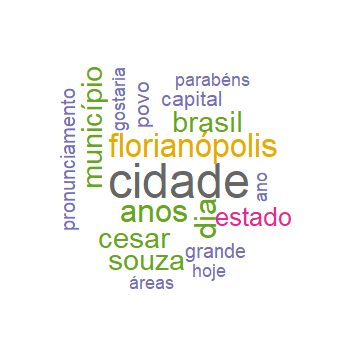 parabéns
capital
brasil
florianópolis
cidade
anos
dia
estado
cesar
souza
grande
hoje
áreas
ano
município
gostaria
povo
pronunciamento